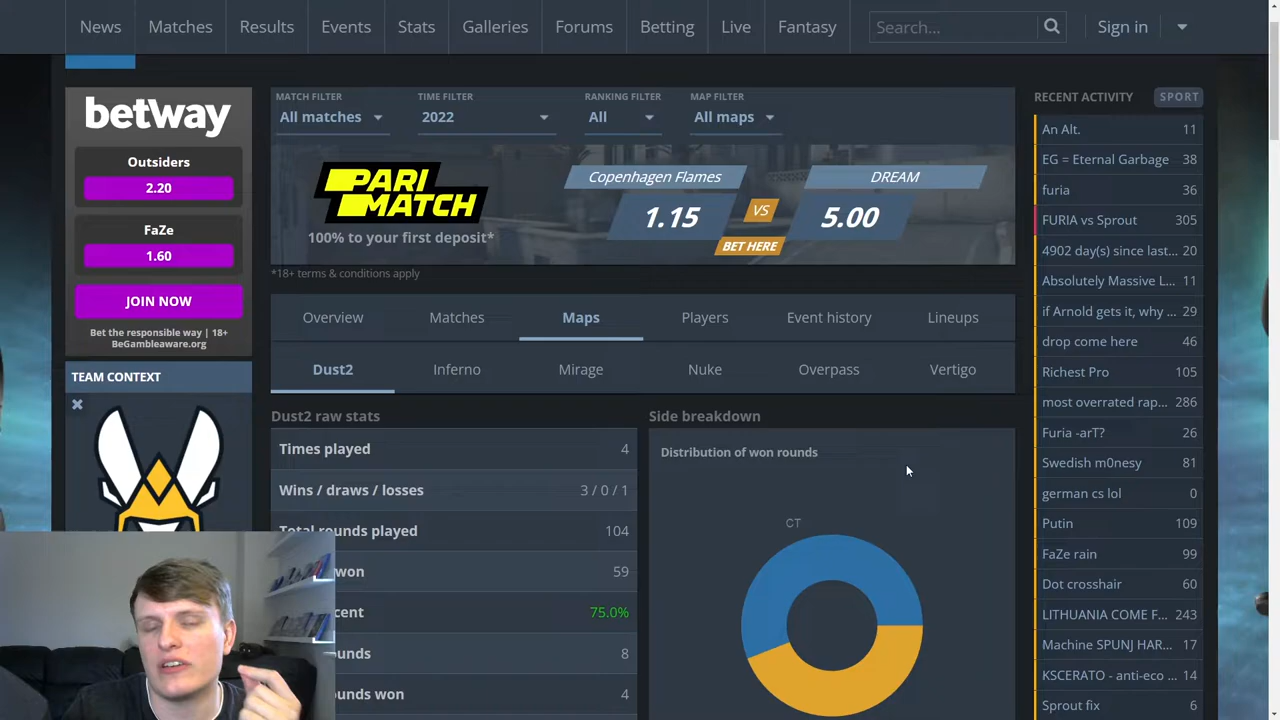 News Matches Results Events Stats Galleries Forums Betting Live Fantasy Search... Sign in
betway
Outsiders
2.20
FaZe
1.60
JOIN NOW
Bet the responsible way | 18+
BeGambleaware.org
TEAM CONTEXT
MATCH FILTER TIME FILTER RANKING FILTER MAP FILTER
All matches 2022 All All maps
PARI MATCH
100% to your first deposit*
Copenhagen Flames VS DREAM
1.15 5.00
BET HERE
*18+ terms & conditions apply
Overview Matches Maps Players Event history Lineups
Dust2 Inferno Mirage Nuke Overpass Vertigo
Dust2 raw stats
Times played 4
Wins / draws / losses 3 / 0 / 1
Total rounds played 104
won 59
cent 75.0%
ounds 8
ounds won 4
Side breakdown
Distribution of won rounds
CT
RECENT ACTIVITY SPORT
An Alt. 11
EG = Eternal Garbage 38
furia 36
FURIA vs Sprout 305
4902 day(s) since last... 20
Absolutely Massive L... 11
if Arnold gets it, why ... 29
drop come here 46
Richest Pro 105
most overrated rap... 286
Furia -arT? 26
Swedish m0nesy 81
german cs lol 0
Putin 109
FaZe rain 99
Dot crosshair 60
LITHUANIA COME F... 243
Machine SPUNJ HAR... 17
KSCERATO - anti-eco ... 14
Sprout fix 6